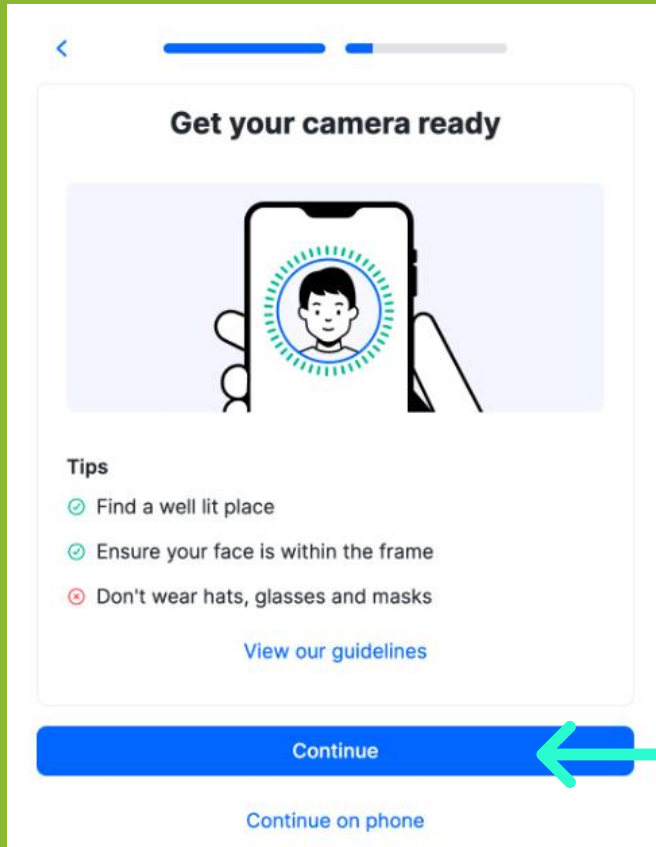 Get your camera ready
Tips
Find a well lit place
Ensure your face is within the frame
Don't wear hats, glasses and masks
View our guidelines
Continue
Continue on phone